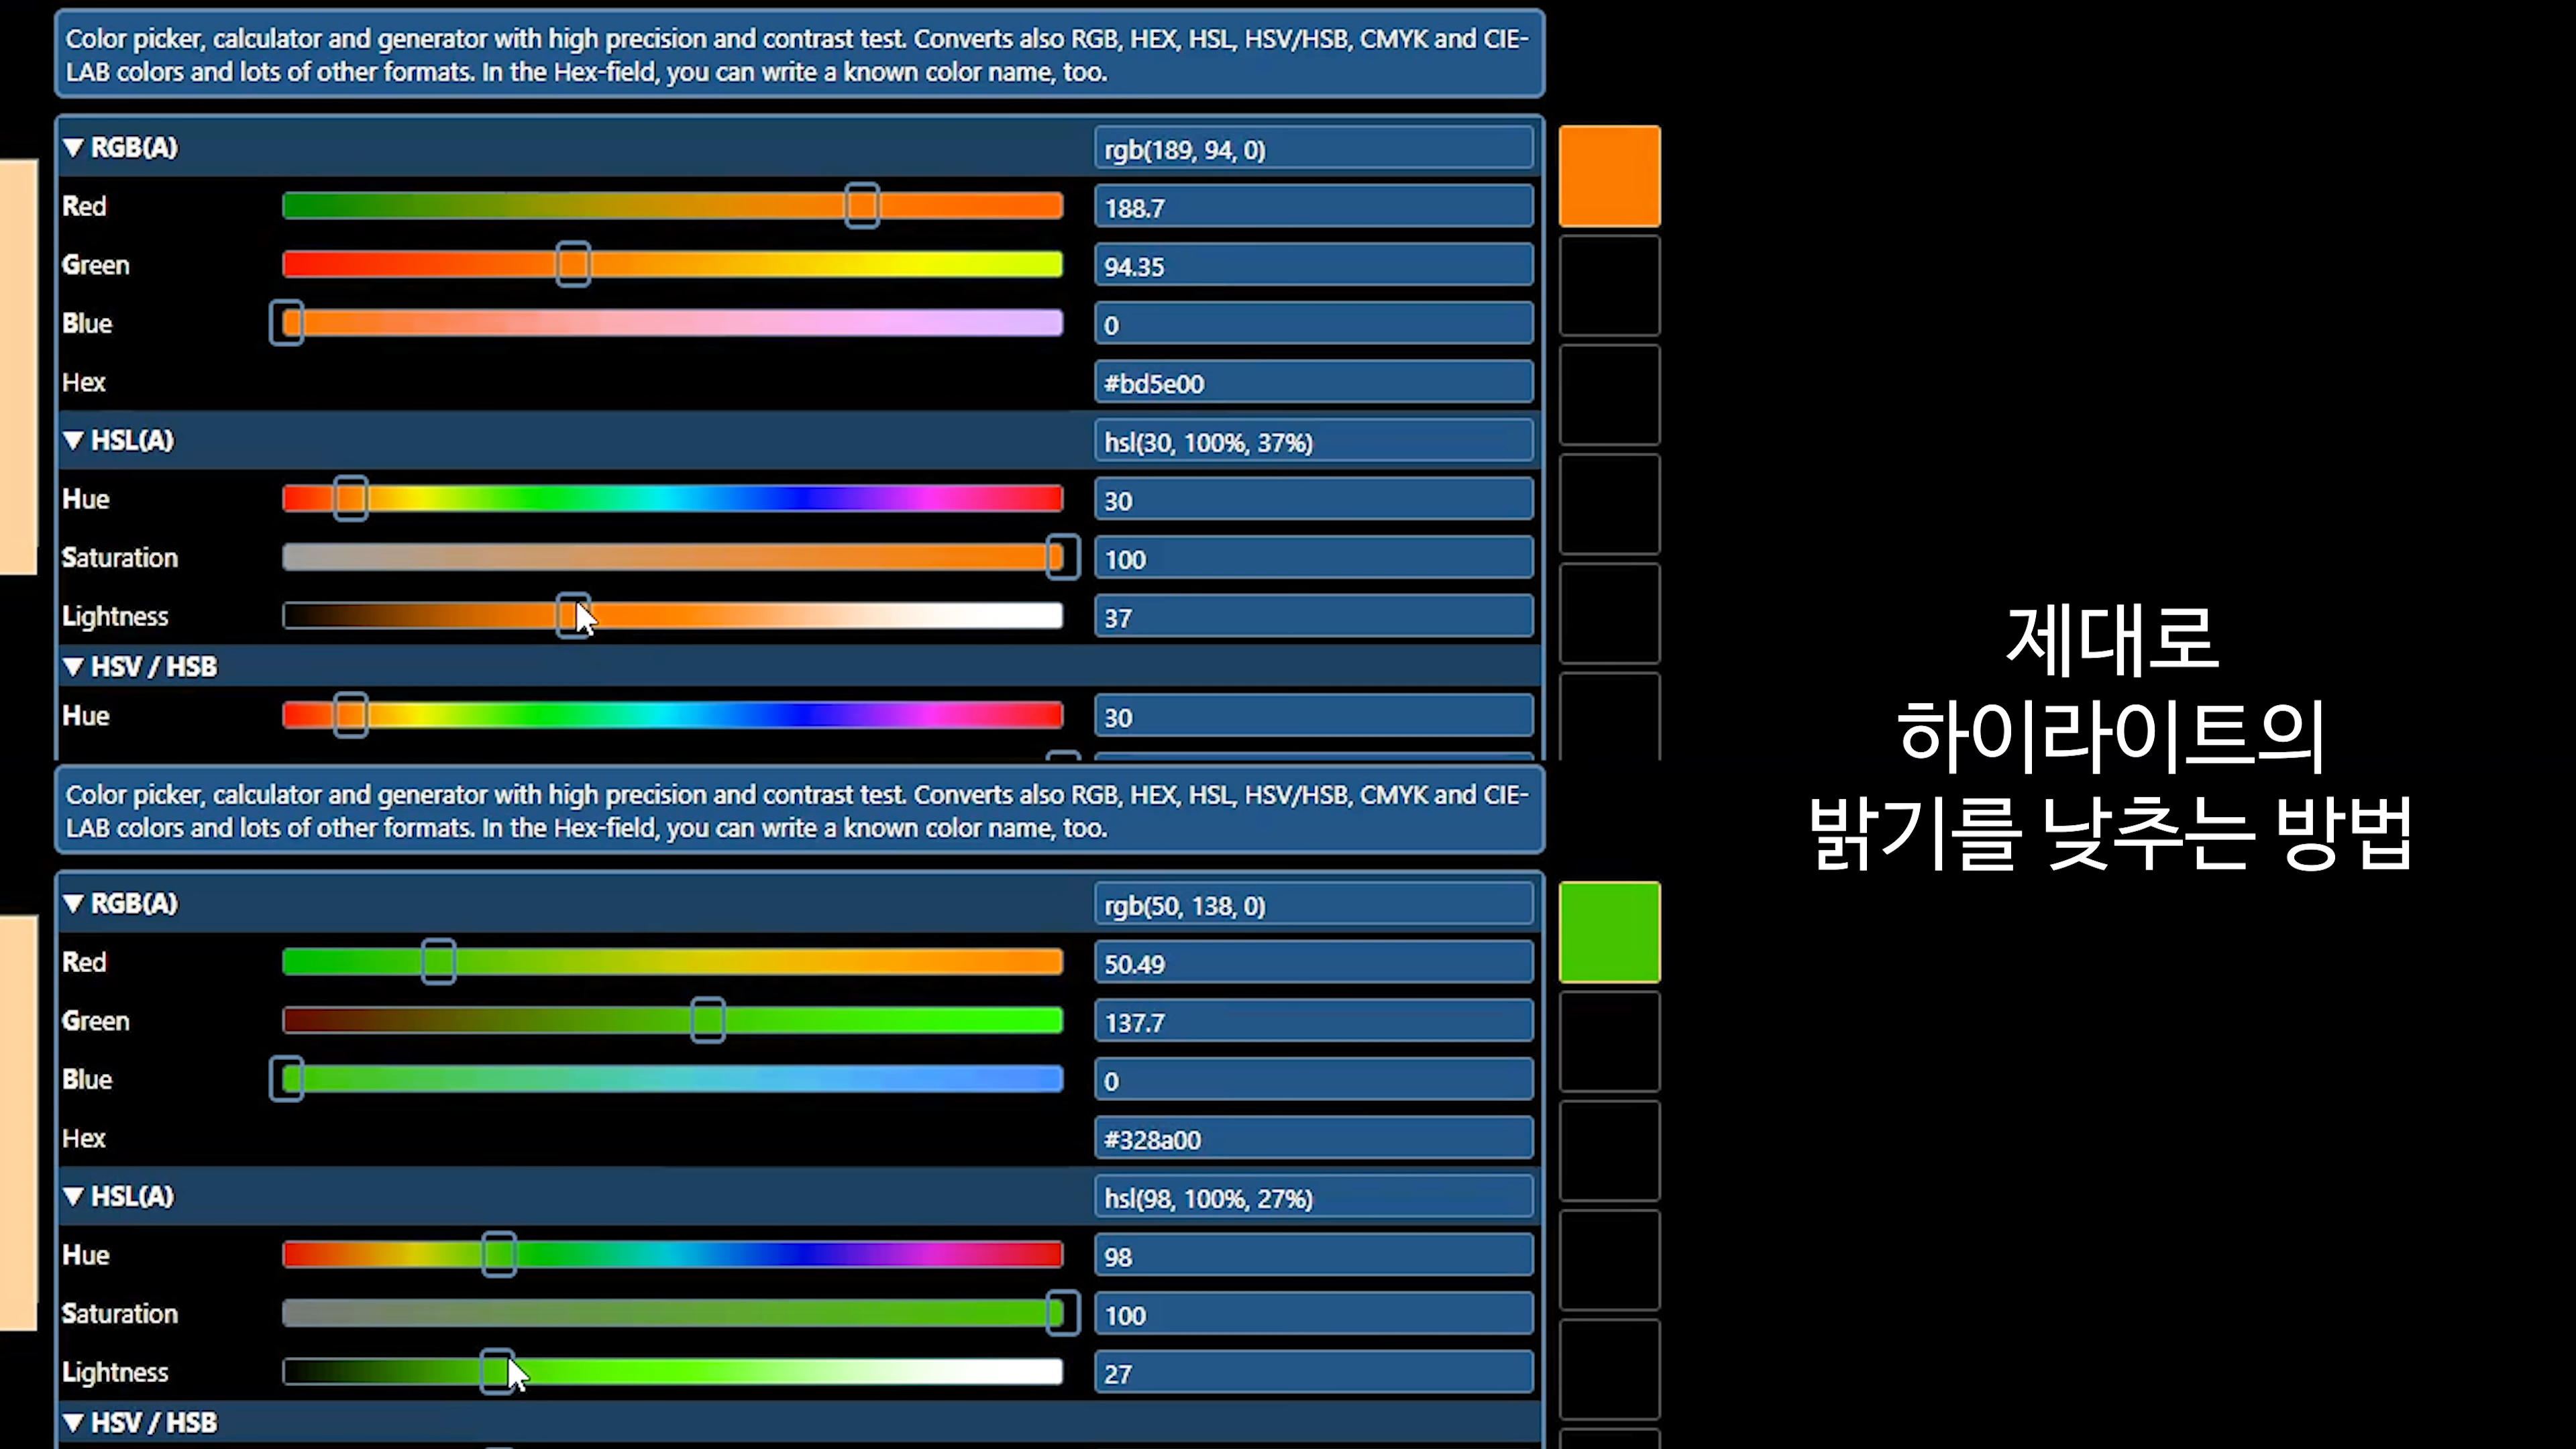 Color picker, calculator and generator with high precision and contrast test. Converts also RGB, HEX, HSL, HSV/HSB, CMYK and CIE-
LAB colors and lots of other formats. In the Hex-field, you can write a known color name, too.
▼ RGB(A) rgb(189, 94, 0)
Red 188.7
Green 94.35
Blue 0
Hex #bd5e00
▼ HSL(A) hsl(30, 100%, 37%)
Hue 30
Saturation 100
Lightness 37
▼ HSV / HSB
Hue 30
Color picker, calculator and generator with high precision and contrast test. Converts also RGB, HEX, HSL, HSV/HSB, CMYK and CIE-
LAB colors and lots of other formats. In the Hex-field, you can write a known color name, too.
▼ RGB(A) rgb(50, 138, 0)
Red 50.49
Green 137.7
Blue 0
Hex #328a00
▼ HSL(A) hsl(98, 100%, 27%)
Hue 98
Saturation 100
Lightness 27
▼ HSV / HSB
제대로
하이라이트의
밝기를 낮추는 방법